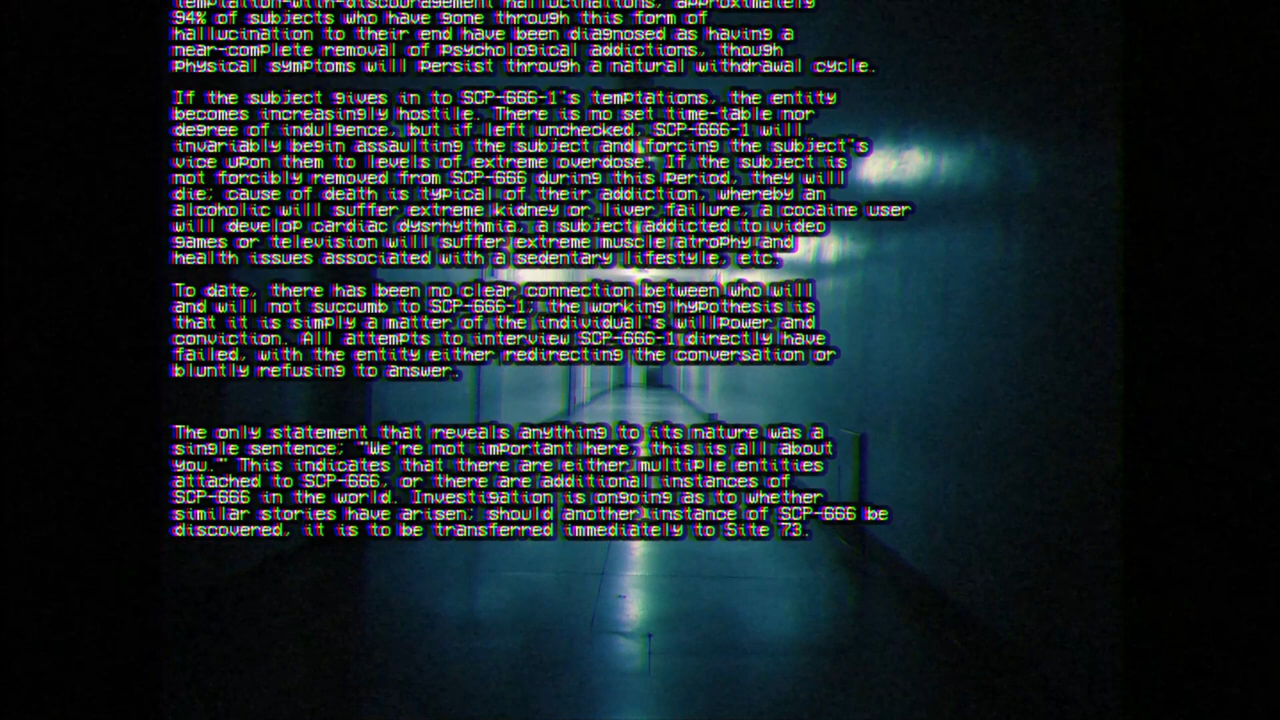 temptation-with-discouragement hallucinations, approximately
94% of subjects who have gone through this form of
hallucination to their end have been diagnosed as having a
near-complete removal of psychological addictions, though
physical symptoms will persist through a natural withdrawal cycle.
If the subject gives in to SCP-666-1's temptations, the entity
becomes increasingly hostile. There is no set time-table nor
degree of indulgence, but if left unchecked, SCP-666-1 will
invariably begin assaulting the subject and forcing the subject's
vice upon them to levels of extreme overdose. If the subject is
not forcibly removed from SCP-666 during this period, they will
die; cause of death is typical of their addiction, whereby an
alcoholic will suffer extreme kidney or liver failure, a cocaine user
will develop cardiac dysrhythmia, a subject addicted to video
games or television will suffer extreme muscle atrophy and
health issues associated with a sedentary lifestyle, etc.
To date, there has been no clear connection between who will
and will not succumb to SCP-666-1; the working hypothesis is
that it is simply a matter of the individual's willpower and
conviction. All attempts to interview SCP-666-1 directly have
failed, with the entity either redirecting the conversation or
bluntly refusing to answer.
The only statement that reveals anything to its nature was a
single sentence; "We're not important here, this is all about
you." This indicates that there are either multiple entities
attached to SCP-666, or there are additional instances of
SCP-666 in the world. Investigation is ongoing as to whether
similar stories have arisen; should another instance of SCP-666 be
discovered, it is to be transferred immediately to Site 73.